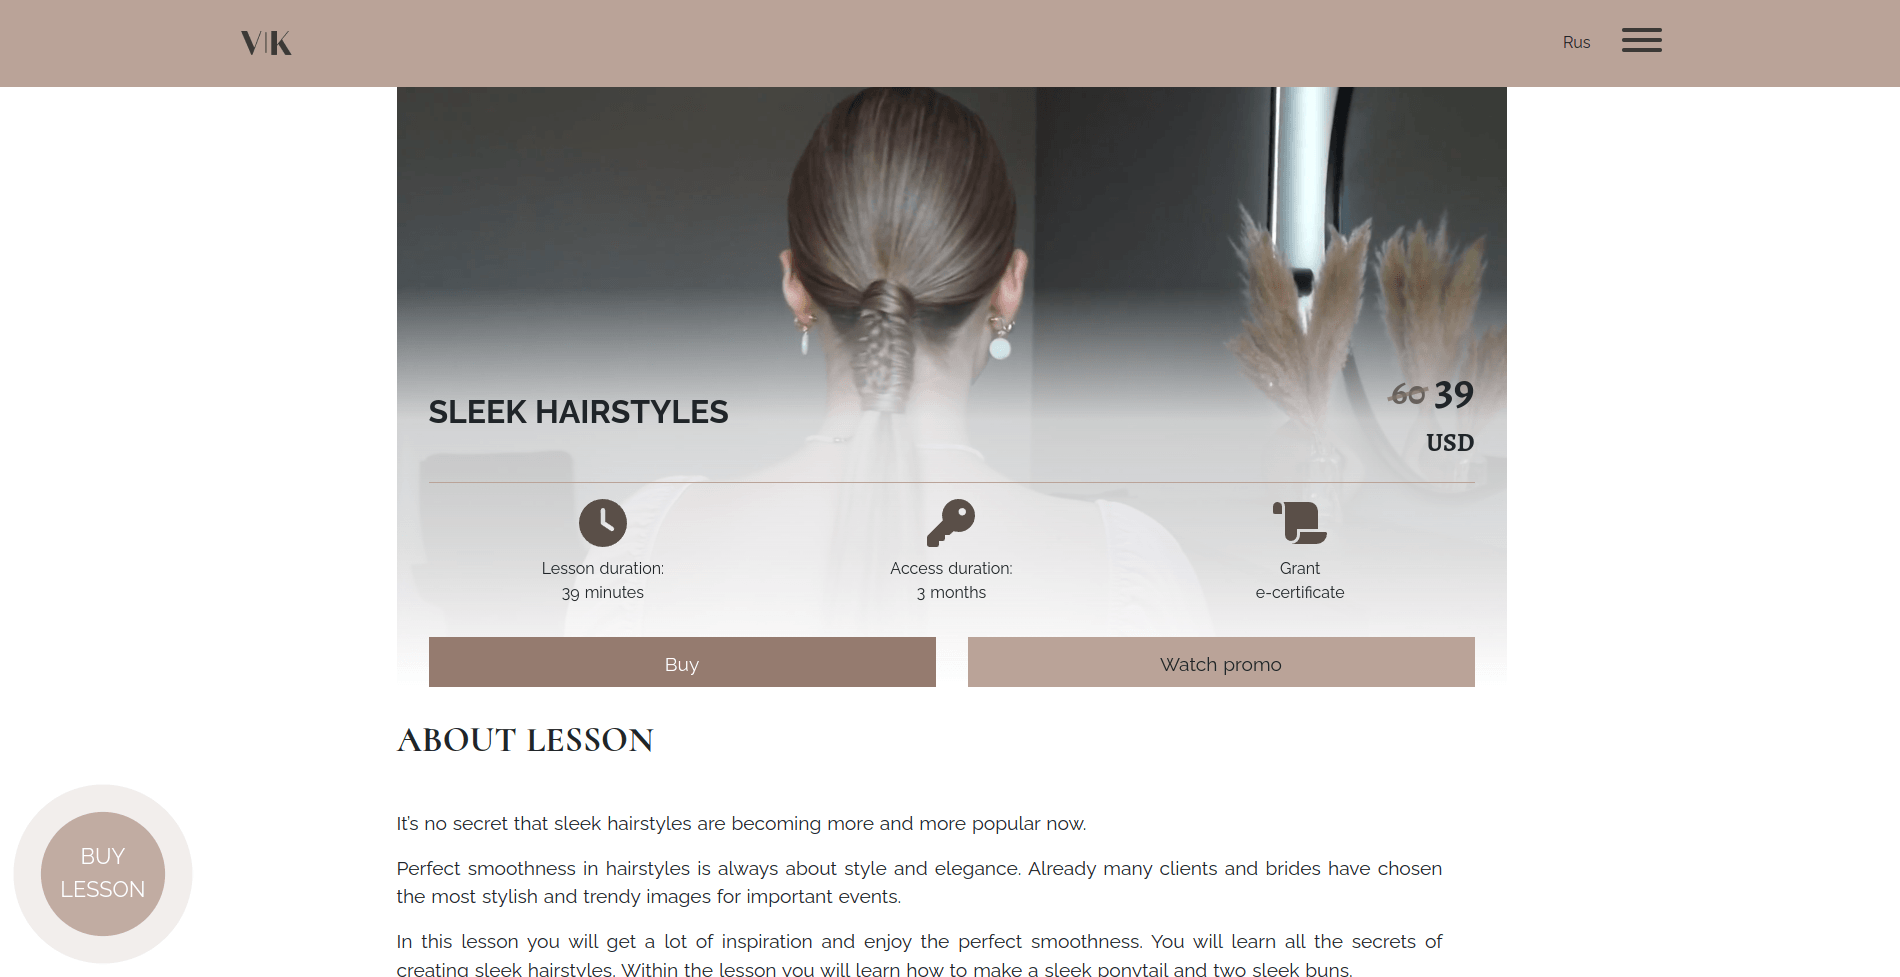 V|K
Rus
SLEEK HAIRSTYLES
60 39
USD
Lesson duration:
39 minutes
Access duration:
3 months
Grant
e-certificate
Buy
Watch promo
ABOUT LESSON
It's no secret that sleek hairstyles are becoming more and more popular now.
Perfect smoothness in hairstyles is always about style and elegance. Already many clients and brides have chosen
the most stylish and trendy images for important events.
In this lesson you will get a lot of inspiration and enjoy the perfect smoothness. You will learn all the secrets of
creating sleek hairstyles. Within the lesson you will learn how to make a sleek ponytail and two sleek buns.
BUY
LESSON